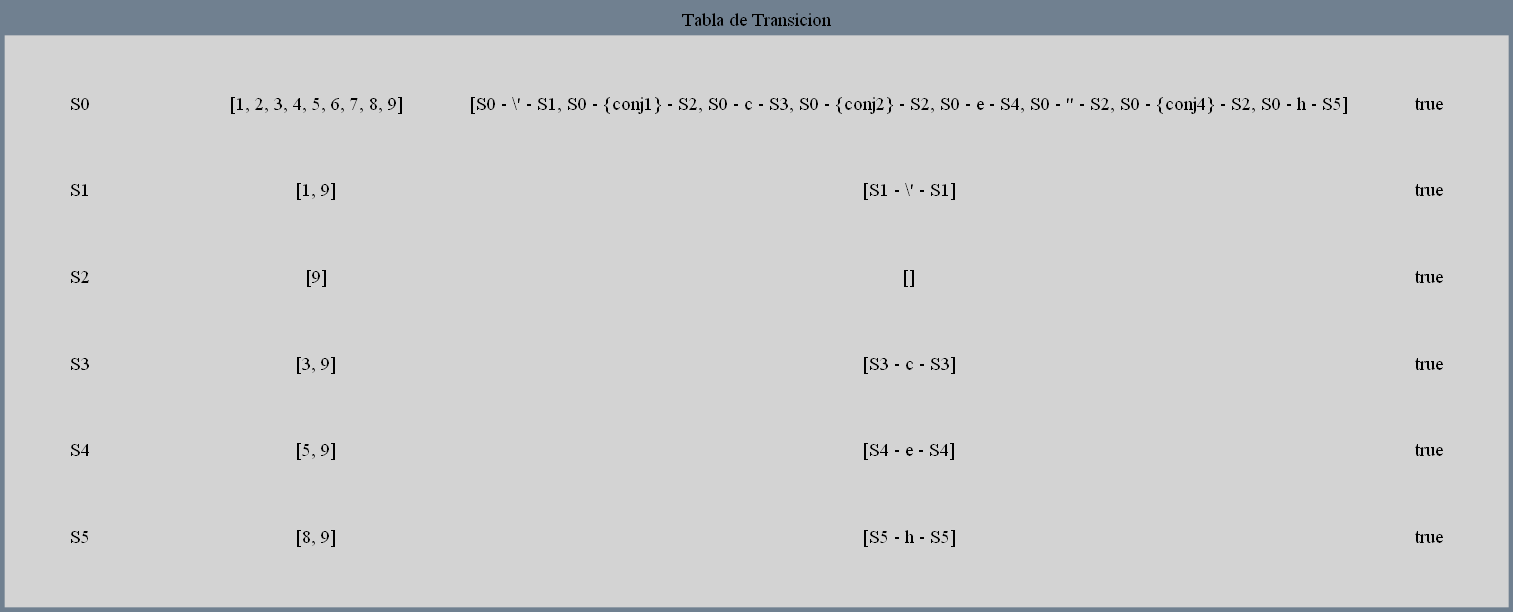 Tabla de Transicion
S0 [1, 2, 3, 4, 5, 6, 7, 8, 9] [S0 - \' - S1, S0 - {conj1} - S2, S0 - c - S3, S0 - {conj2} - S2, S0 - e - S4, S0 - " - S2, S0 - {conj4} - S2, S0 - h - S5] true
S1 [1, 9] [S1 - \' - S1] true
S2 [9] [] true
S3 [3, 9] [S3 - c - S3] true
S4 [5, 9] [S4 - e - S4] true
S5 [8, 9] [S5 - h - S5] true